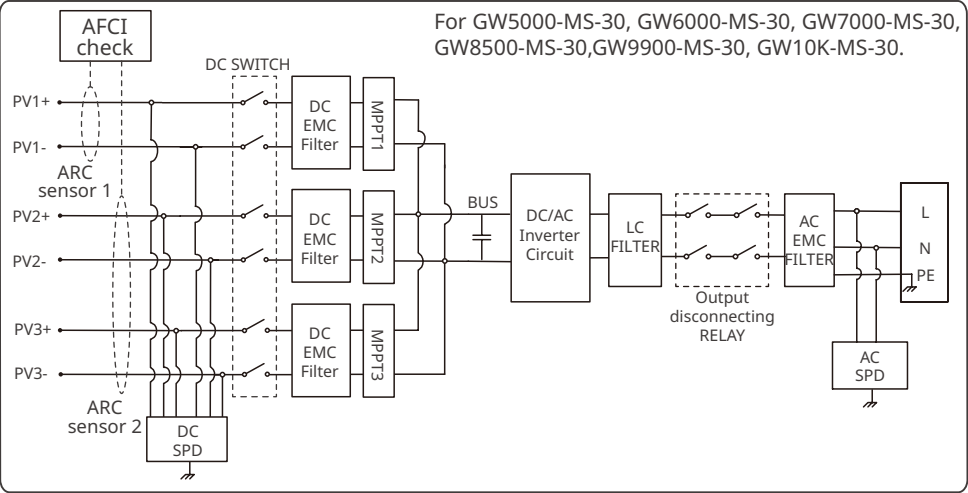 AFCI
check
For GW5000-MS-30, GW6000-MS-30, GW7000-MS-30,
GW8500-MS-30,GW9900-MS-30, GW10K-MS-30.
DC SWITCH
PV1+
PV1-
ARC
sensor 1
DC
EMC
Filter
MPPT1
PV2+
PV2-
DC
EMC
Filter
MPPT2
BUS
DC/AC
Inverter
Circuit
LC
FILTER
Output
disconnecting
RELAY
AC
EMC
FILTER
L
N
PE
PV3+
PV3-
DC
EMC
Filter
MPPT3
ARC
sensor 2
DC
SPD
AC
SPD